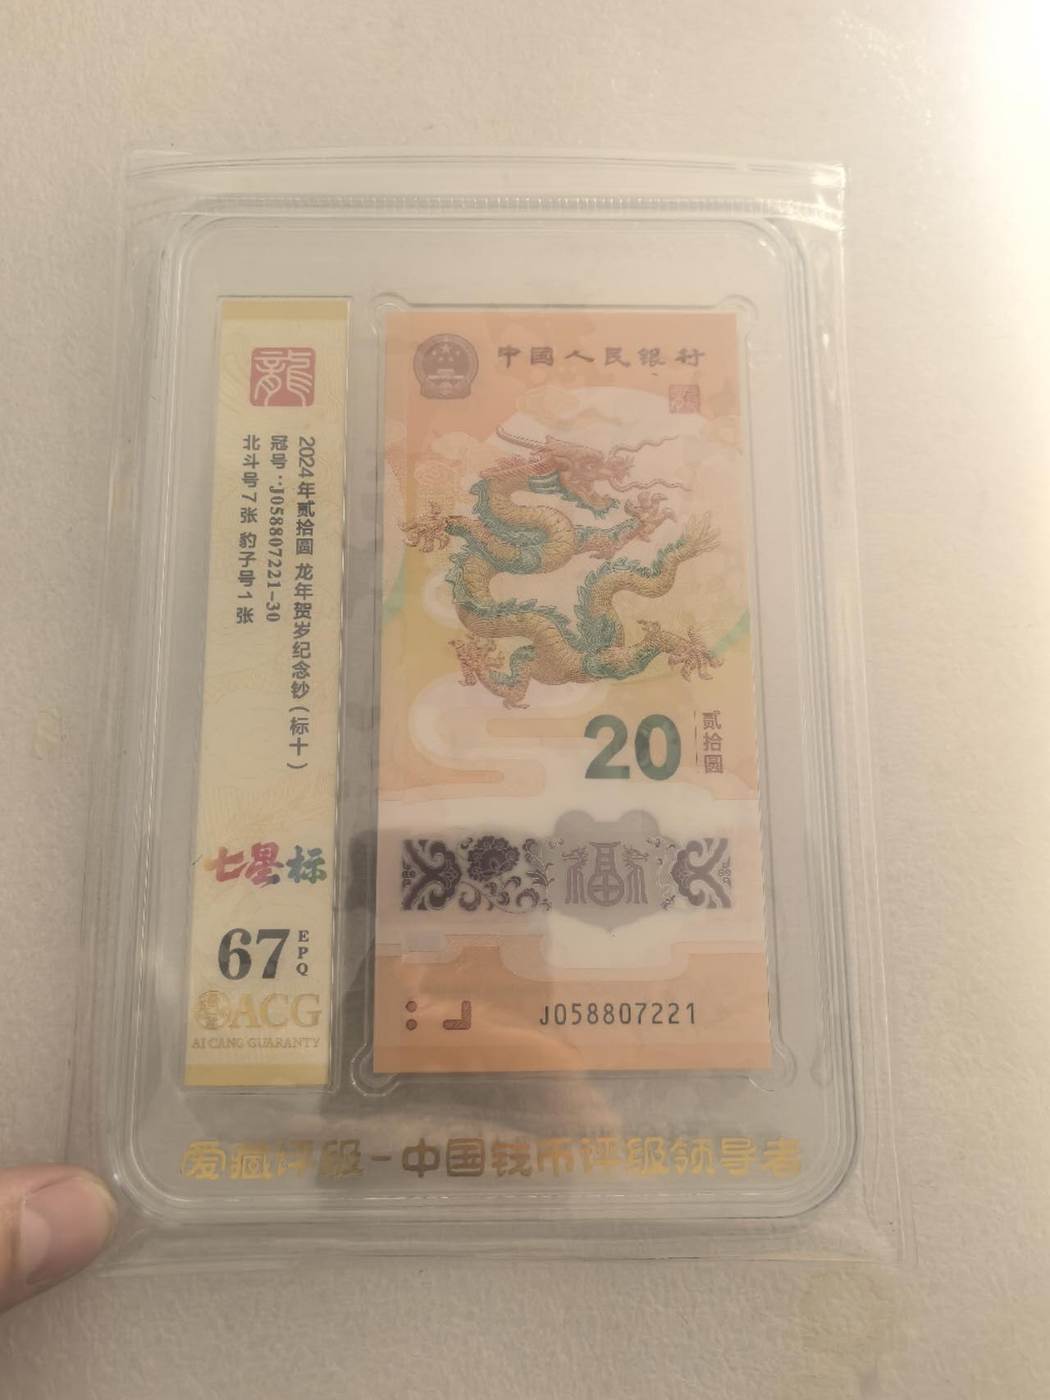 龍
2024年贰拾圆 龙年贺岁纪念钞(标十)
冠号:J058807221-30
北斗号7张 豹子号1张
七星标
67
EPQ
ACG
AI CANG GUARANTY
中国人民银行
20
贰拾圆
福
J058807221
爱藏评级-中国钱币评级领导者